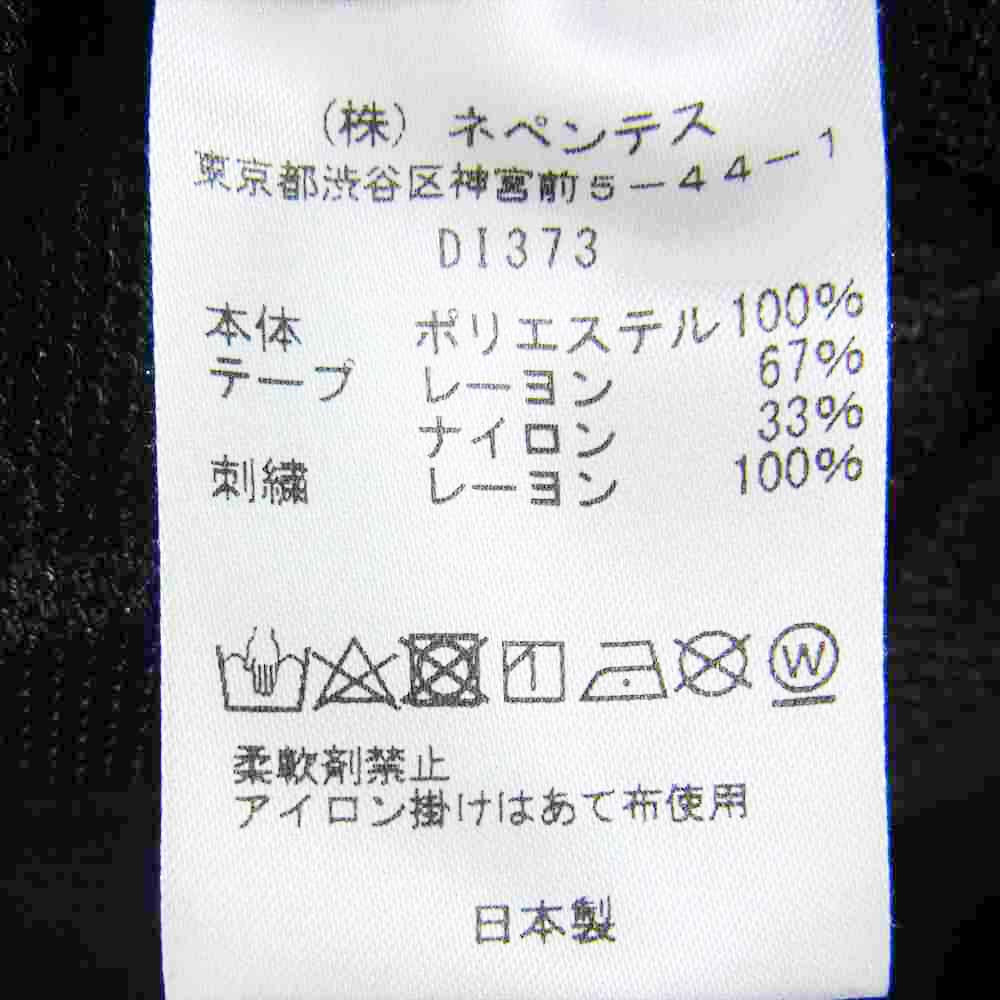 (株) ネペンテス
東京都渋谷区神宮前5-44-1
DI373
本体 ポリエステル 100%
テープ レーヨン 67%
ナイロン 33%
刺繍 レーヨン 100%
W
柔軟剤禁止
アイロン掛けはあて布使用
日本製